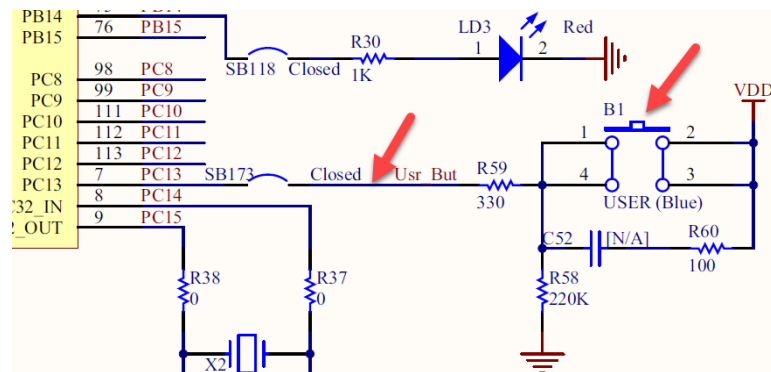 PB14 75 PB14
PB15 76 PB15
R30
1K
SB118 Closed
LD3
1 2
Red
PC8 98 PC8
PC9 99 PC9
PC10 111 PC10
PC11 112 PC11
PC12 113 PC12
PC13 7 PC13
C32_IN 8 PC14
2_OUT 9 PC15
SB173 Closed Usr_But
R59
330
VDD
B1
1 2
4 3
USER (Blue)
C52 [N/A]
R60
100
R58
220K
R38
0
R37
0
X2